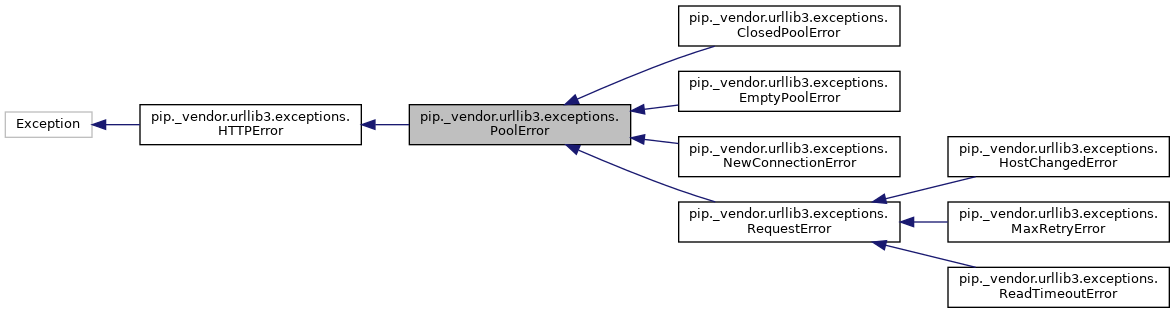 Exception
pip._vendor.urllib3.exceptions.
HTTPError
pip._vendor.urllib3.exceptions.
PoolError
pip._vendor.urllib3.exceptions.
ClosedPoolError
pip._vendor.urllib3.exceptions.
EmptyPoolError
pip._vendor.urllib3.exceptions.
NewConnectionError
pip._vendor.urllib3.exceptions.
RequestError
pip._vendor.urllib3.exceptions.
HostChangedError
pip._vendor.urllib3.exceptions.
MaxRetryError
pip._vendor.urllib3.exceptions.
ReadTimeoutError